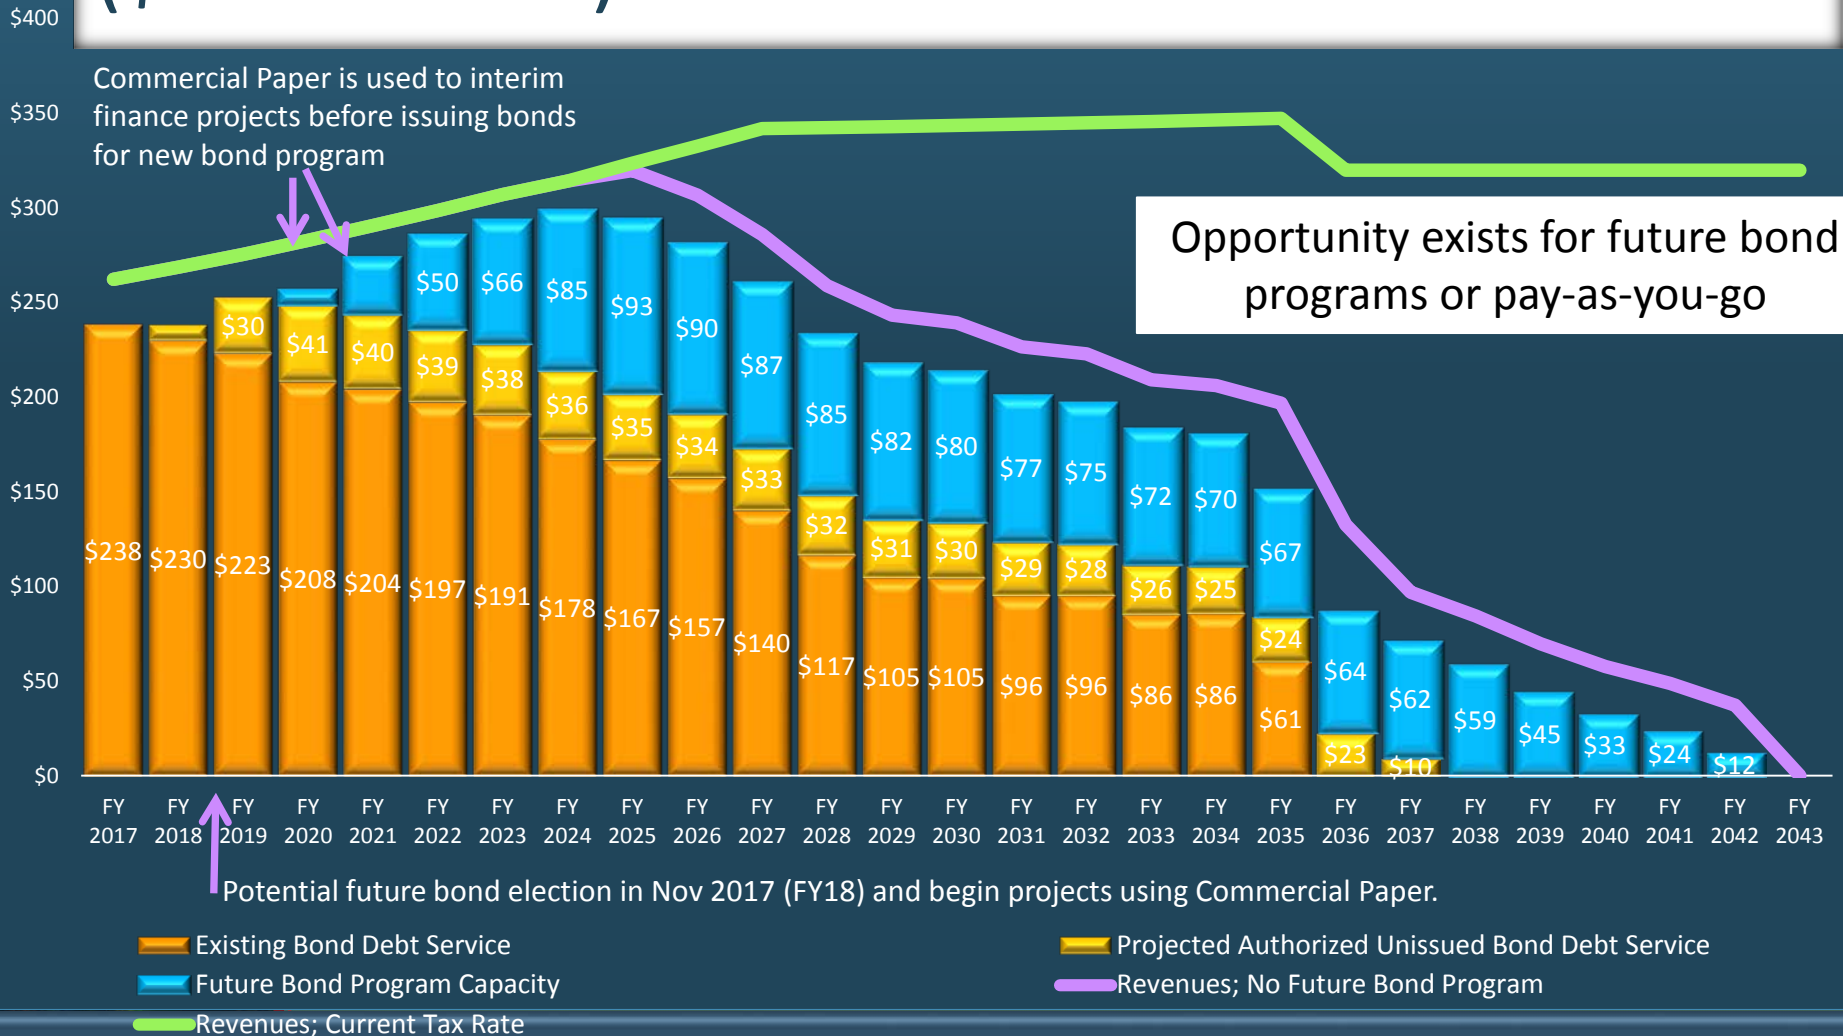 $400
$350
$300
$250
$200
$150
$100
$50
$0
Commercial Paper is used to interim
finance projects before issuing bonds
for new bond program
Opportunity exists for future bond
programs or pay-as-you-go
$50 $66 $85 $93 $90 $87 $85 $82 $80 $77 $75 $72 $70 $67 $64 $62 $59 $45 $33 $24 $12
$30 $41 $40 $39 $38 $36 $35 $34 $33 $32 $31 $30 $29 $28 $26 $25 $24 $23 $10
$238 $230 $223 $208 $204 $197 $191 $178 $167 $157 $140 $117 $105 $105 $96 $96 $86 $86 $61
FY FY FY FY FY FY FY FY FY FY FY FY FY FY FY FY FY FY FY FY FY FY FY FY FY FY FY
2017 2018 2019 2020 2021 2022 2023 2024 2025 2026 2027 2028 2029 2030 2031 2032 2033 2034 2035 2036 2037 2038 2039 2040 2041 2042 2043
Potential future bond election in Nov 2017 (FY18) and begin projects using Commercial Paper.
Existing Bond Debt Service
Projected Authorized Unissued Bond Debt Service
Future Bond Program Capacity
Revenues; No Future Bond Program
Revenues; Current Tax Rate